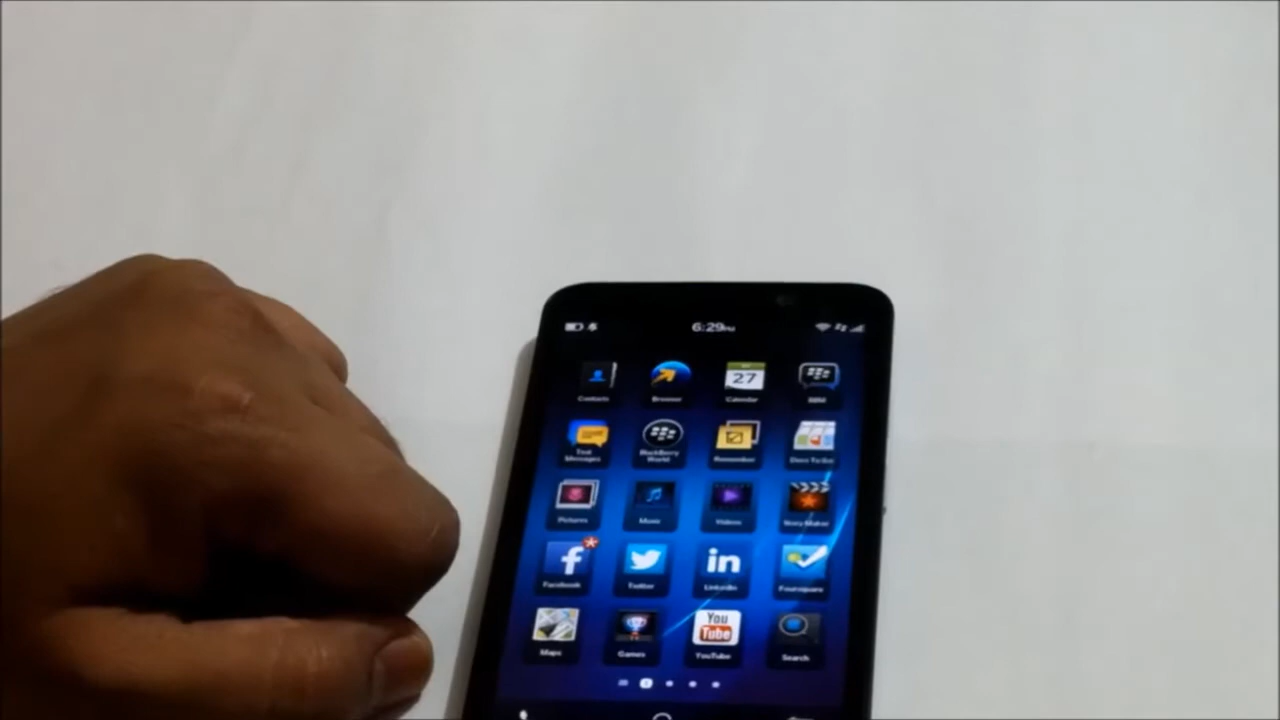 6:29PM
27
Contacts Browser Calendar BBM
Text Messages BlackBerry World Remember Docs To Go
Pictures Music Videos Story Maker
f in
Facebook Twitter LinkedIn Foursquare
You Tube
Maps Games YouTube Search